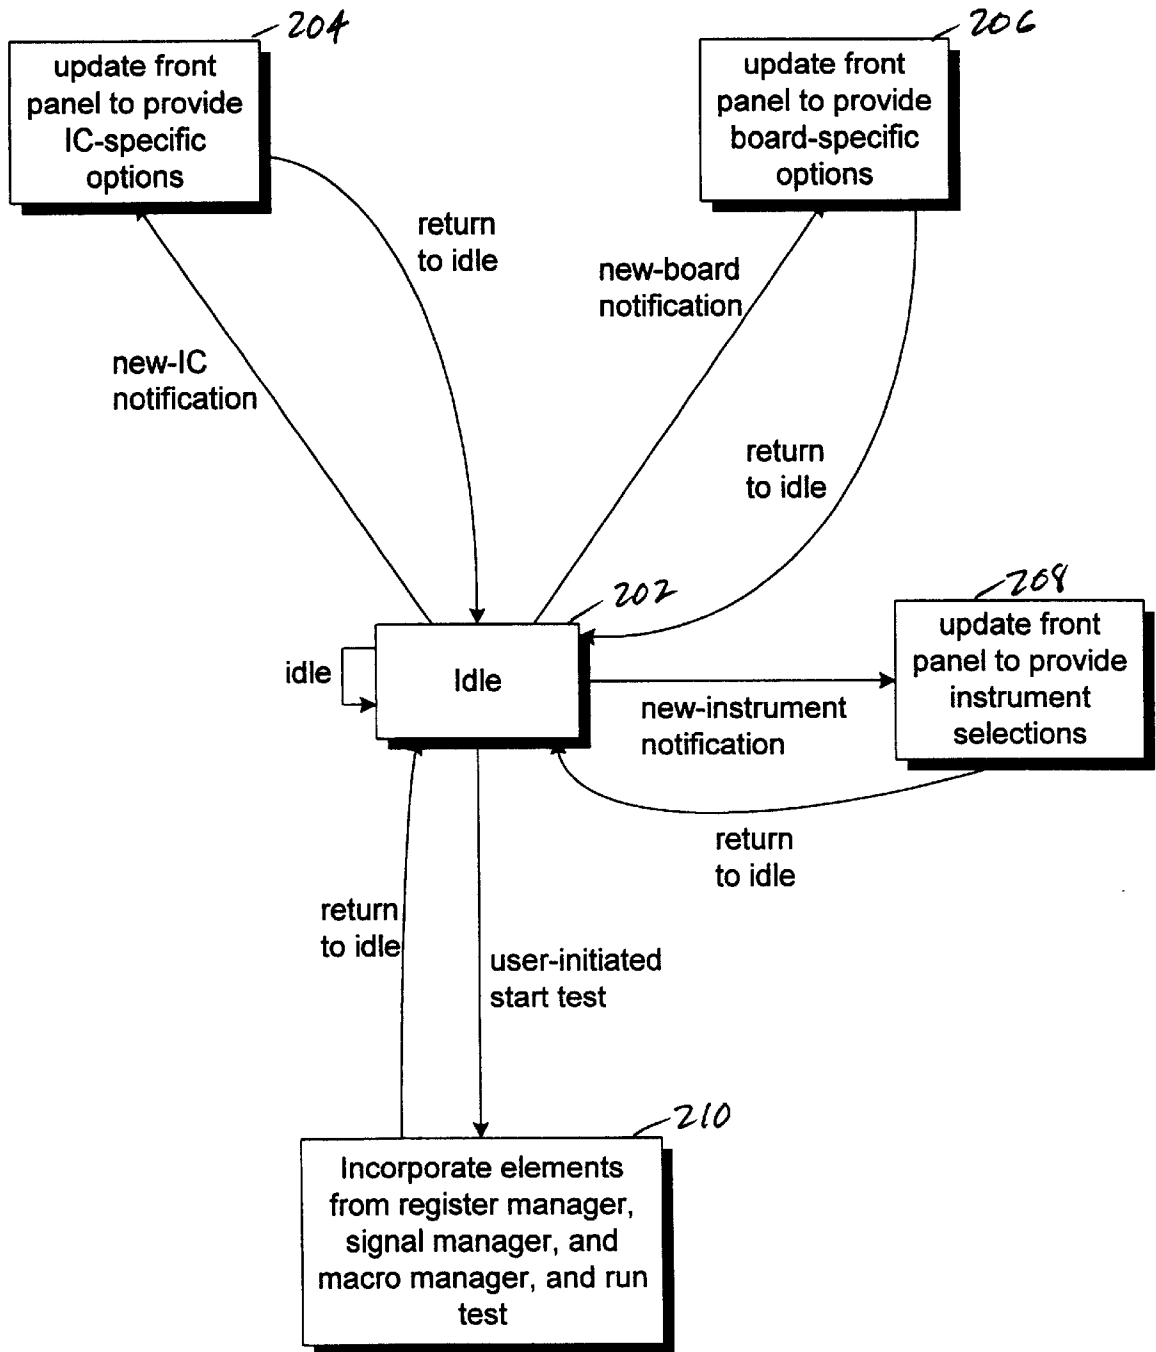 204
update front
panel to provide
IC-specific
options
206
update front
panel to provide
board-specific
options
return
to idle
new-board
notification
new-IC
notification
return
to idle
202
Idle
idle
208
update front
panel to provide
instrument
selections
new-instrument
notification
return
to idle
return
to idle
user-initiated
start test
210
Incorporate elements
from register manager,
signal manager, and
macro manager, and run
test